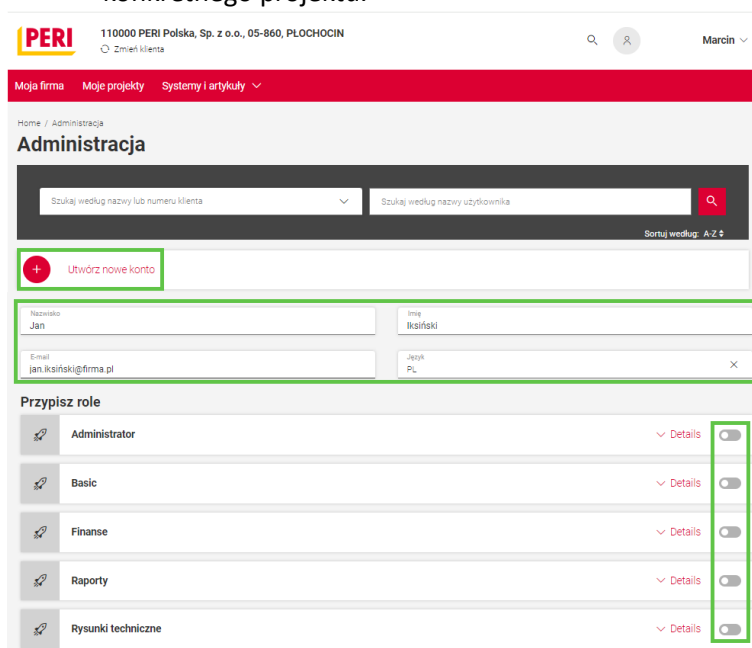 konkretnego projektu.
PERI
110000 PERI Polska, Sp. z o.o., 05-860, PŁOCHOCIN
Zmień klienta
Marcin
Moja firma Moje projekty Systemy i artykuły
Home / Administracja
Administracja
Szukaj według nazwy lub numeru klienta
Szukaj według nazwy użytkownika
Sortuj według: A-Z
Utwórz nowe konto
Nazwisko
Jan
Imię
Iksiński
E-mail
jan.iksiński@firma.pl
Język
PL
Przypisz role
Administrator Details
Basic Details
Finanse Details
Raporty Details
Rysunki techniczne Details